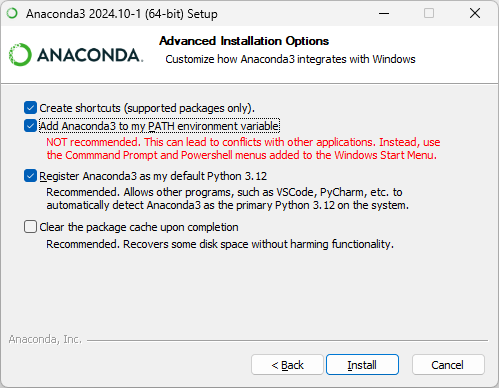 Anaconda3 2024.10-1 (64-bit) Setup
ANACONDA.
Advanced Installation Options
Customize how Anaconda3 integrates with Windows
Create shortcuts (supported packages only).
Add Anaconda3 to my PATH environment variable
NOT recommended. This can lead to conflicts with other applications. Instead, use
the Commmand Prompt and Powershell menus added to the Windows Start Menu.
Register Anaconda3 as my default Python 3.12
Recommended. Allows other programs, such as VSCode, PyCharm, etc. to
automatically detect Anaconda3 as the primary Python 3.12 on the system.
Clear the package cache upon completion
Recommended. Recovers some disk space without harming functionality.
Anaconda, Inc.
< Back
Install
Cancel